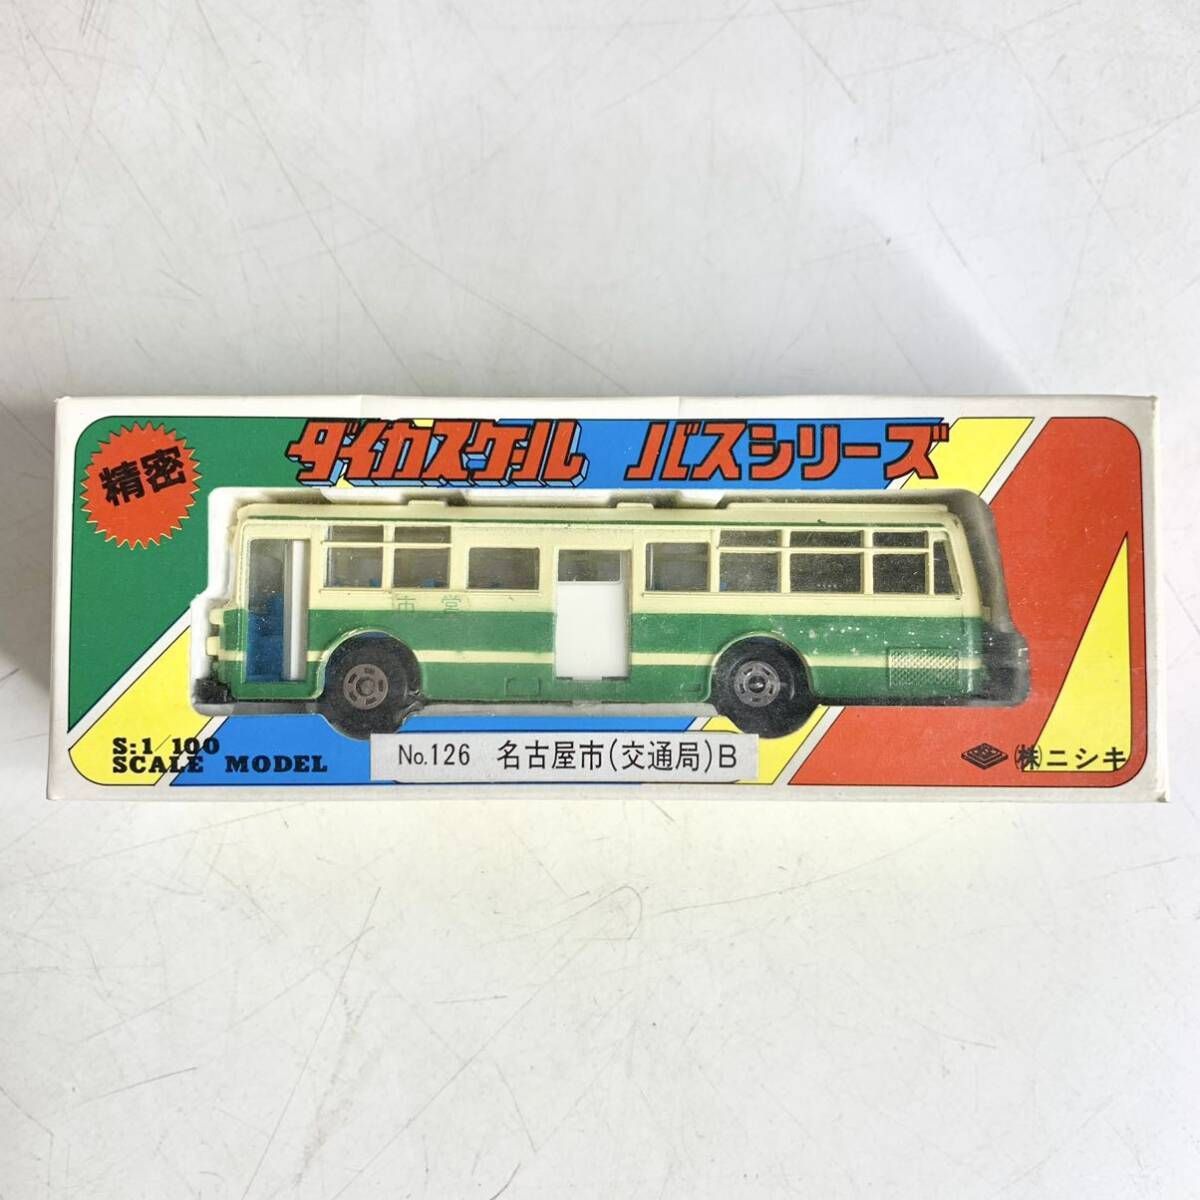 精密
ダイカスケール バスシリーズ
市営
S:1/100
SCALE MODEL
No.126 名古屋市(交通局)B
(株)ニシキ